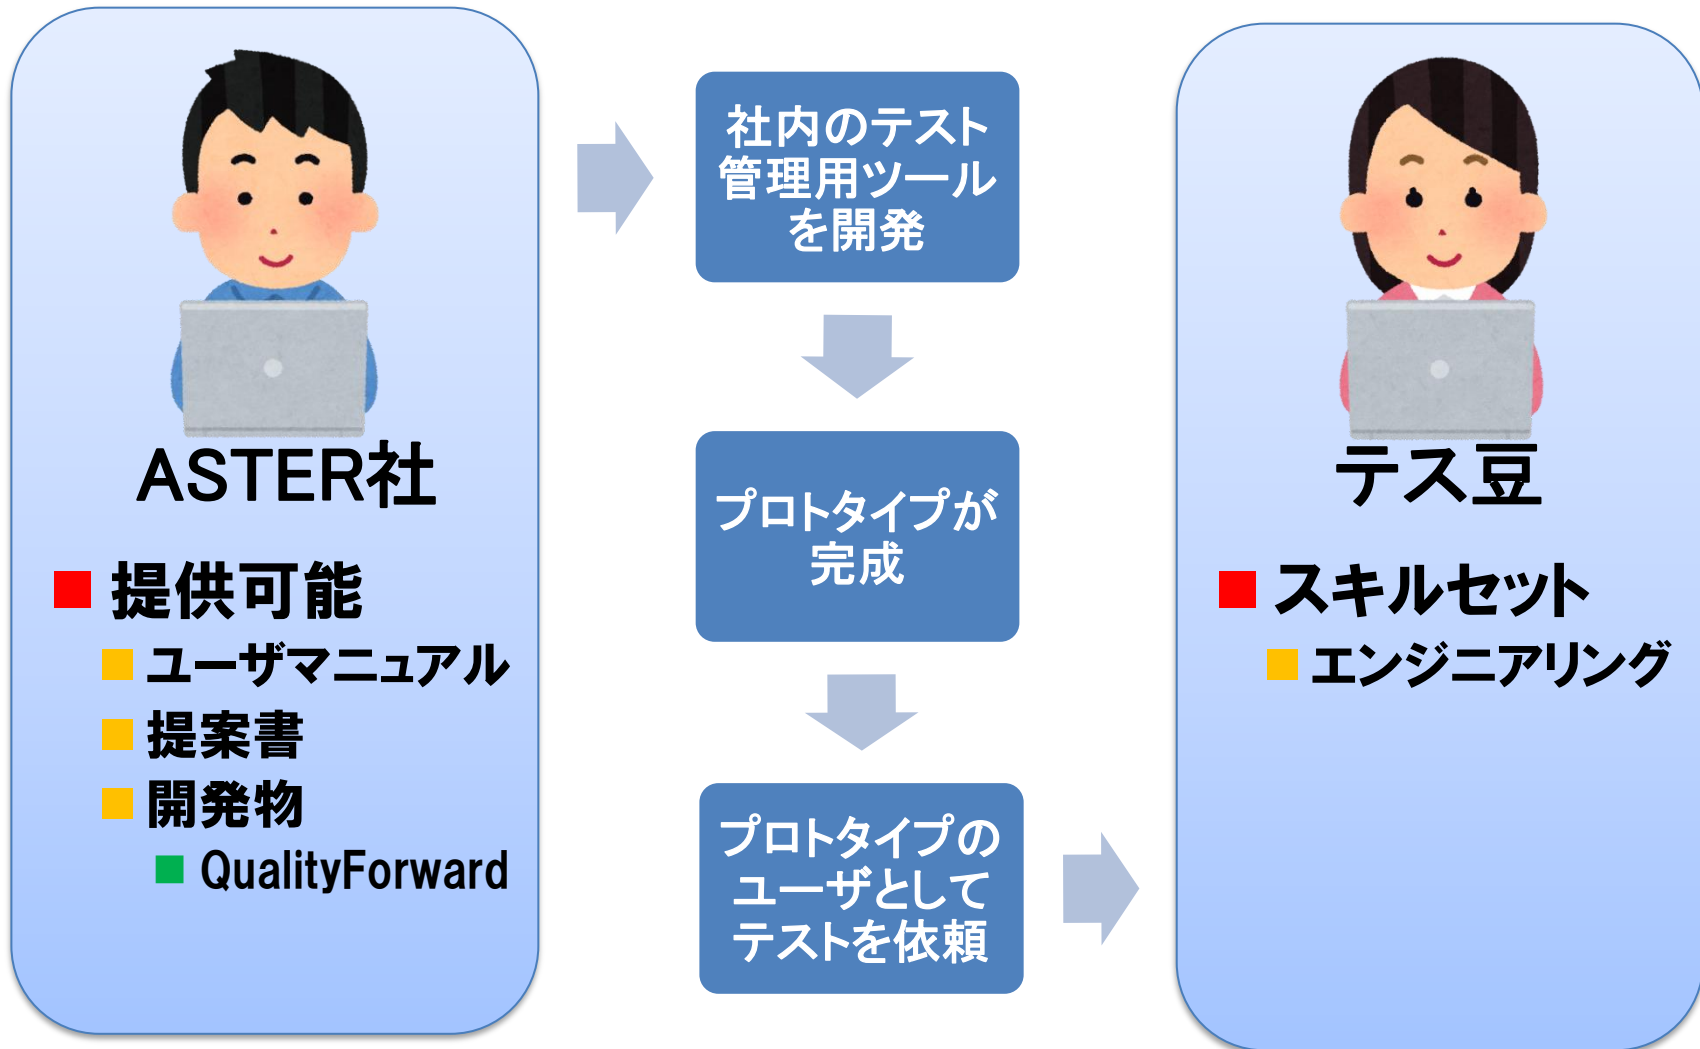 ASTER社
提供可能
ユーザマニュアル
提案書
開発物
QualityForward
社内のテスト
管理用ツール
を開発
プロトタイプが
完成
プロトタイプの
ユーザとして
テストを依頼
テス豆
スキルセット
エンジニアリング